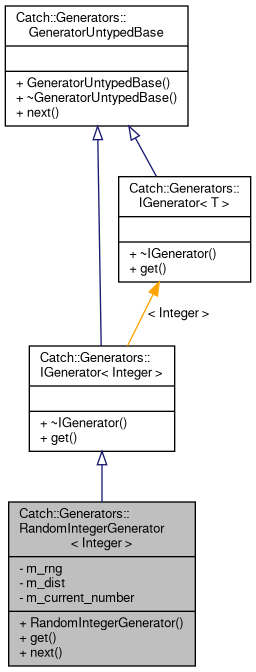 Catch::Generators::
GeneratorUntypedBase
+ GeneratorUntypedBase()
+ ~GeneratorUntypedBase()
+ next()
Catch::Generators::
IGenerator< T >
+ ~IGenerator()
+ get()
< Integer >
Catch::Generators::
IGenerator< Integer >
+ ~IGenerator()
+ get()
Catch::Generators::
RandomIntegerGenerator
< Integer >
- m_rng
- m_dist
- m_current_number
+ RandomIntegerGenerator()
+ get()
+ next()